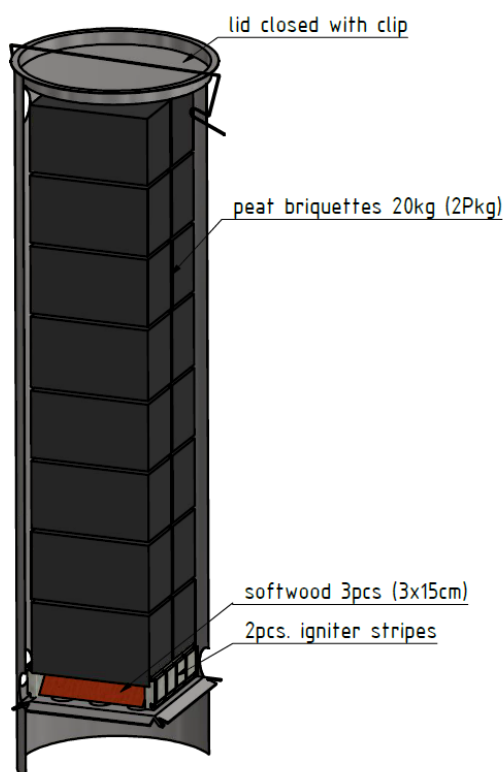 lid closed with clip
peat briquettes 20kg (2Pkg)
softwood 3pcs (3x15cm)
2pcs. igniter stripes